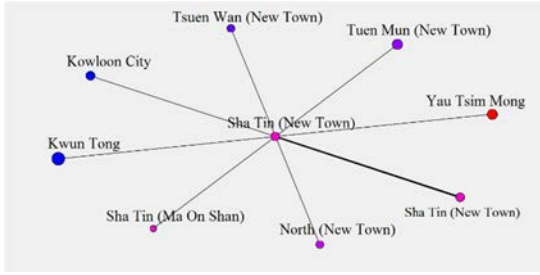 Tsuen Wan (New Town)
Tuen Mun (New Town)
Kowloon City
Yau Tsim Mong
Sha Tin (New Town)
Kwun Tong
Sha Tin (Ma On Shan)
Sha Tin (New Town)
North (New Town)